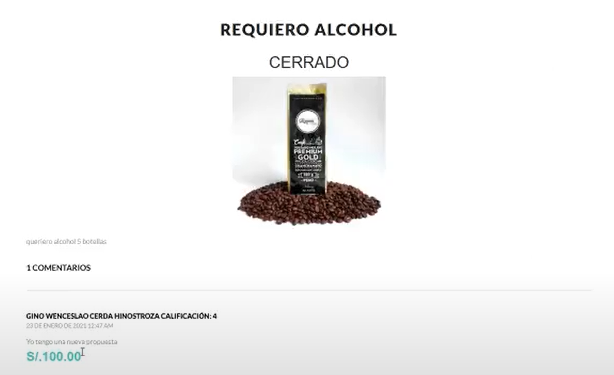 REQUIERO ALCOHOL
CERRADO
PREMIUM
GOLD
queriero alcohol 5 botellas
1 COMENTARIOS
GINO WENCESLAO CERDA HINOSTROZA CALIFICACIÓN: 4
23 DE ENERO DE 2021 12:47 AM
Yo tengo una nueva propuesta
S/.100.00